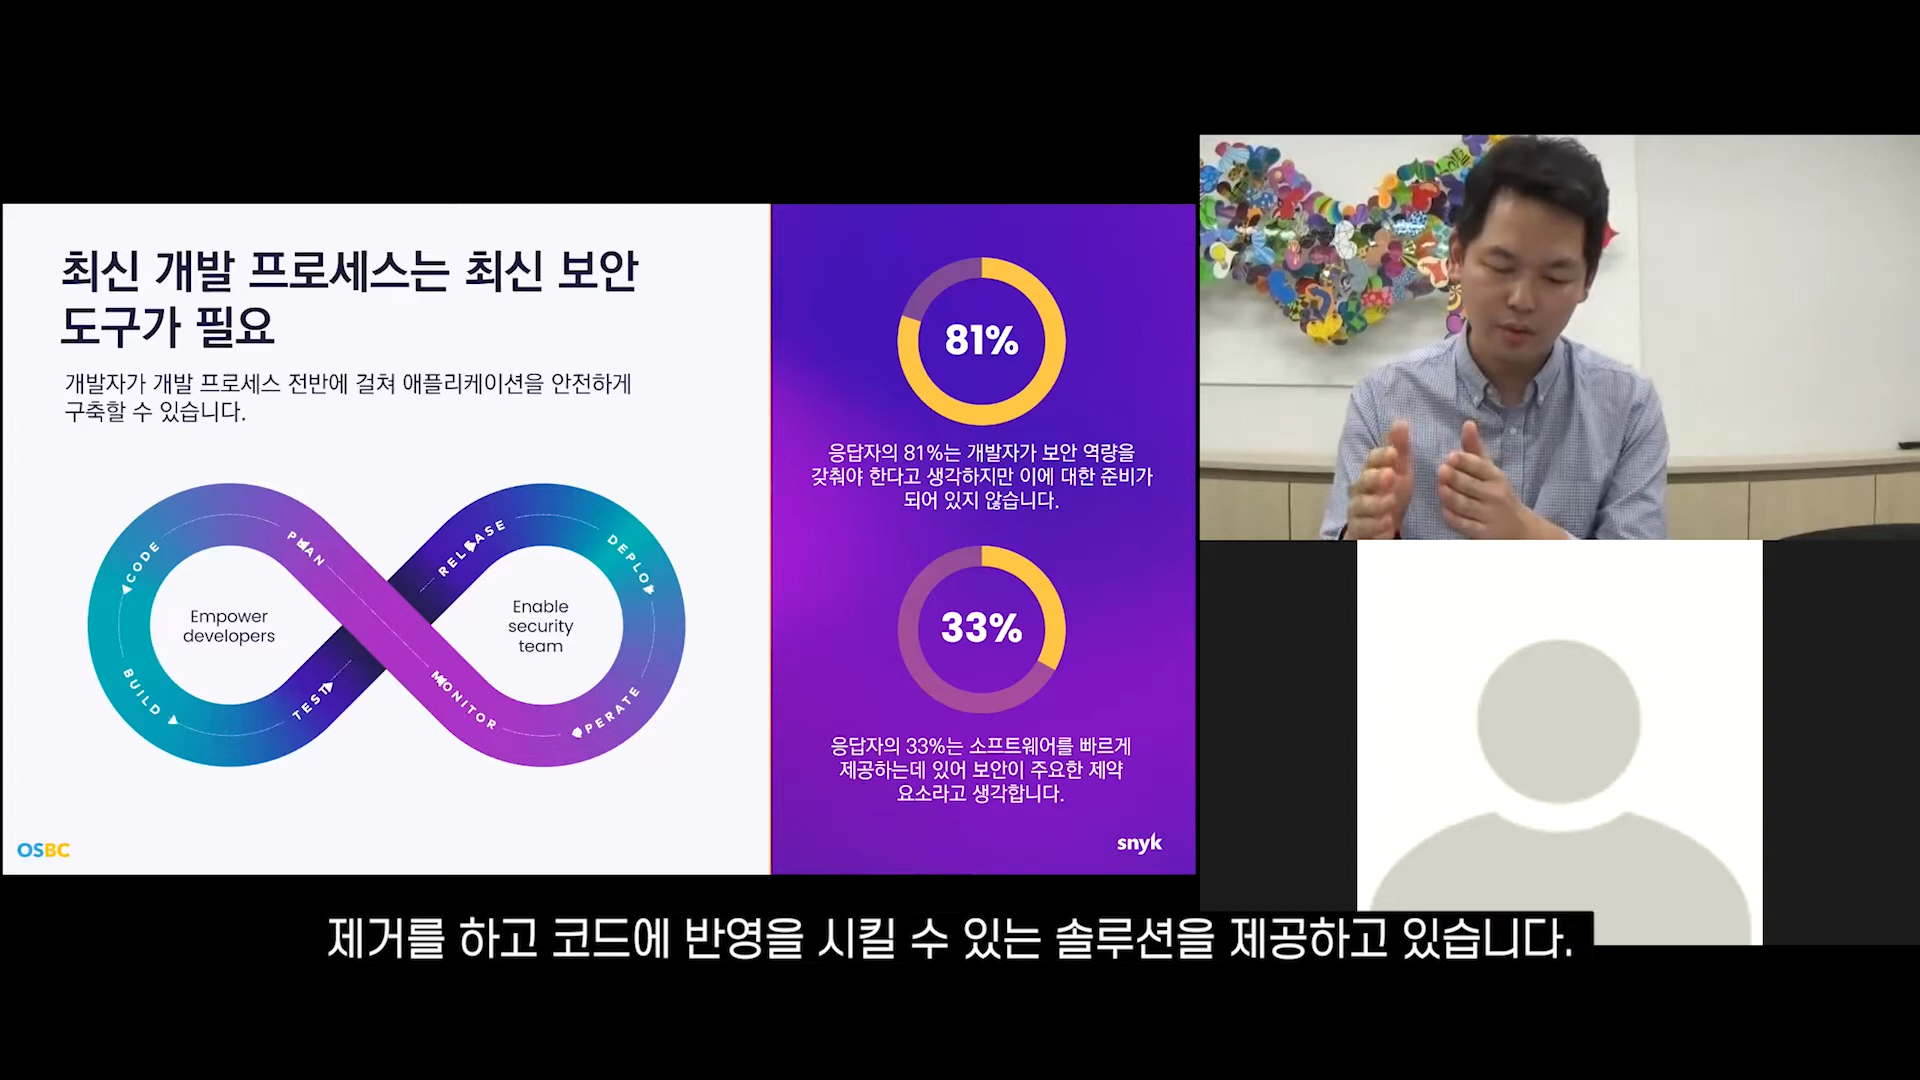 최신 개발 프로세스는 최신 보안
도구가 필요
개발자가 개발 프로세스 전반에 걸쳐 애플리케이션을 안전하게
구축할 수 있습니다.
CODE
PLAN
RELEASE
DEPLOY
Empower
developers
Enable
security
team
BUILD
TEST
MONITOR
OPERATE
OSBC
81%
응답자의 81%는 개발자가 보안 역량을
갖춰야 한다고 생각하지만 이에 대한 준비가
되어 있지 않습니다.
33%
응답자의 33%는 소프트웨어를 빠르게
제공하는데 있어 보안이 주요한 제약
요소라고 생각합니다.
snyk
제거를 하고 코드에 반영을 시킬 수 있는 솔루션을 제공하고 있습니다.